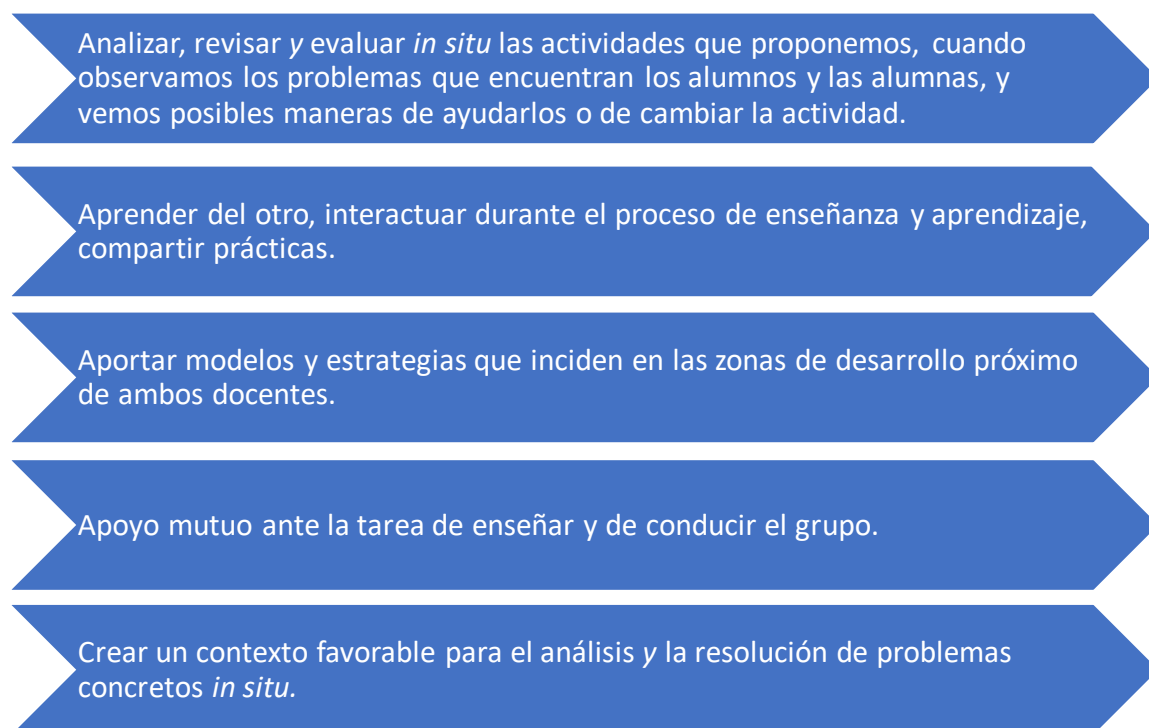 Analizar, revisar y evaluar in situ las actividades que proponemos, cuando
observamos los problemas que encuentran los alumnos y las alumnas, y
vemos posibles maneras de ayudarlos o de cambiar la actividad.
Aprender del otro, interactuar durante el proceso de enseñanza y aprendizaje,
compartir prácticas.
Aportar modelos y estrategias que inciden en las zonas de desarrollo próximo
de ambos docentes.
Apoyo mutuo ante la tarea de enseñar y de conducir el grupo.
Crear un contexto favorable para el análisis y la resolución de problemas
concretos in situ.